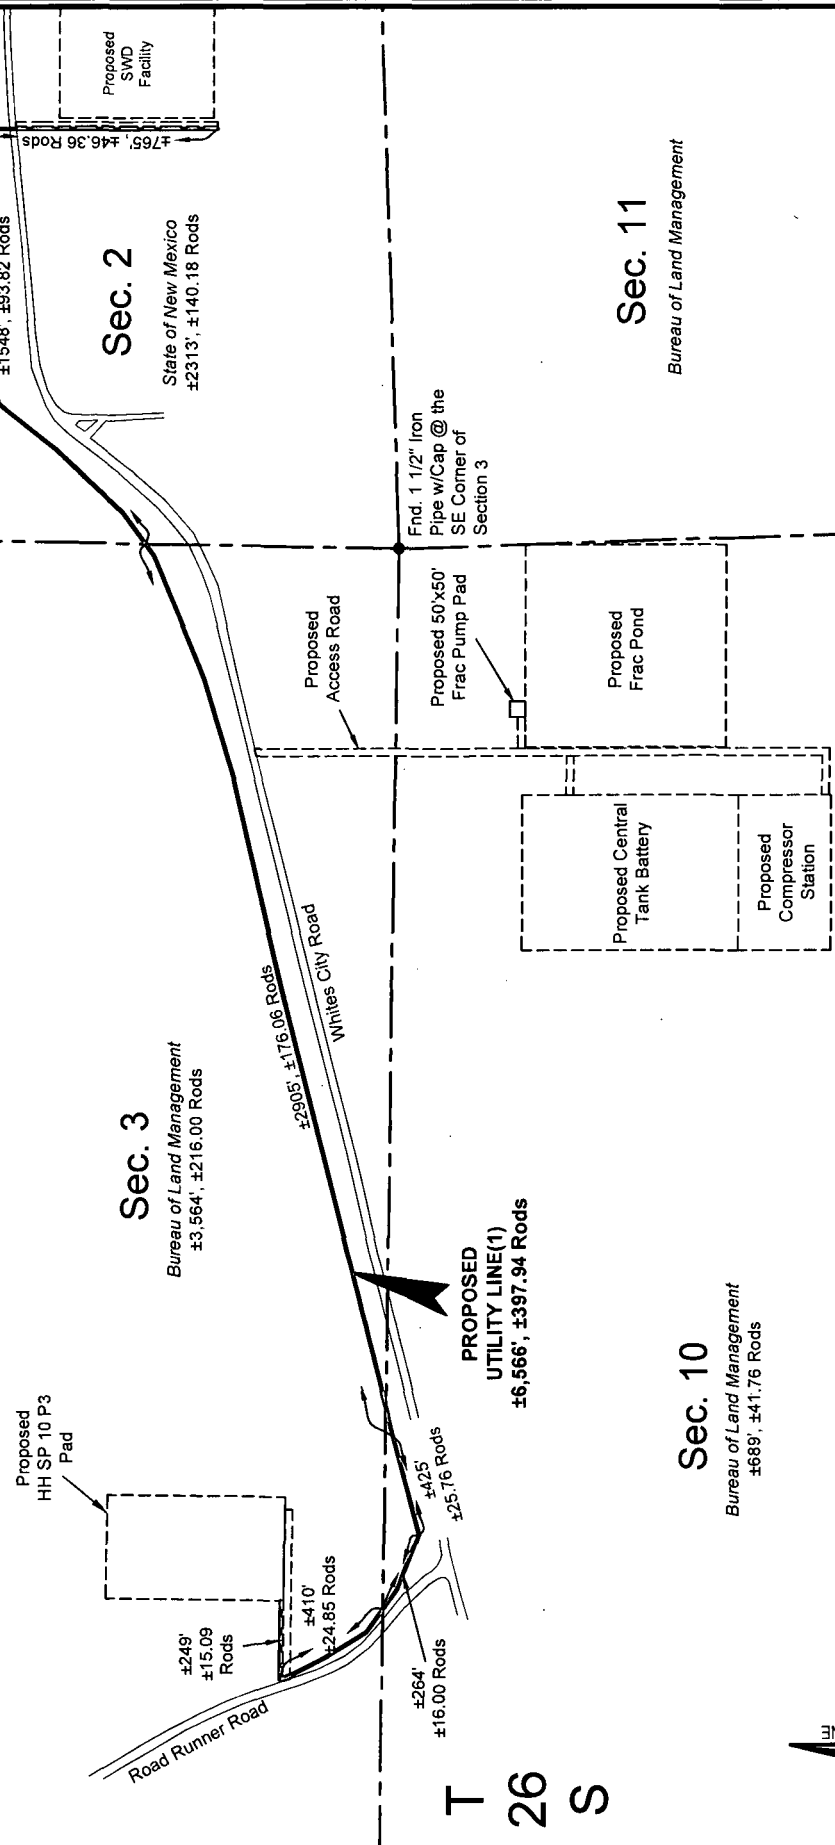 Proposed
SWD
Facility
±765', ±46.36 Rods
±1548', ±93.82 Rods
Sec. 2
State of New Mexico
±2313', ±140.18 Rods
Sec. 11
Bureau of Land Management
Fnd. 1 1/2" Iron
Pipe w/Cap @ the
SE Corner of
Section 3
Proposed
Access Road
Proposed 50'x50'
Frac Pump Pad
Proposed
Frac Pond
Proposed Central
Tank Battery
Proposed
Compressor
Station
Whites City Road
±2905', ±176.06 Rods
Sec. 3
Bureau of Land Management
±3,564', ±216.00 Rods
PROPOSED
UTILITY LINE(1)
±6,566', ±397.94 Rods
Sec. 10
Bureau of Land Management
±689', ±41.76 Rods
Proposed
HH SP 10 P3
Pad
±425'
±25.76 Rods
±410'
±24.85 Rods
±249'
±15.09
Rods
±264'
±16.00 Rods
Road Runner Road
T
26
S